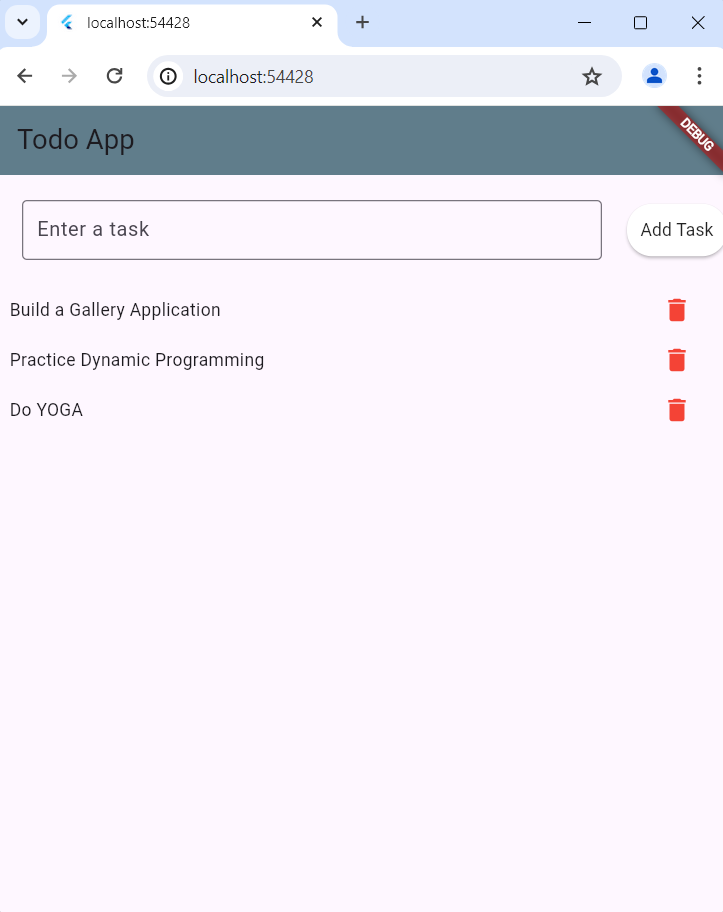 localhost:54428
localhost:54428
Todo App
DEBUG
Enter a task
Add Task
Build a Gallery Application
Practice Dynamic Programming
Do YOGA